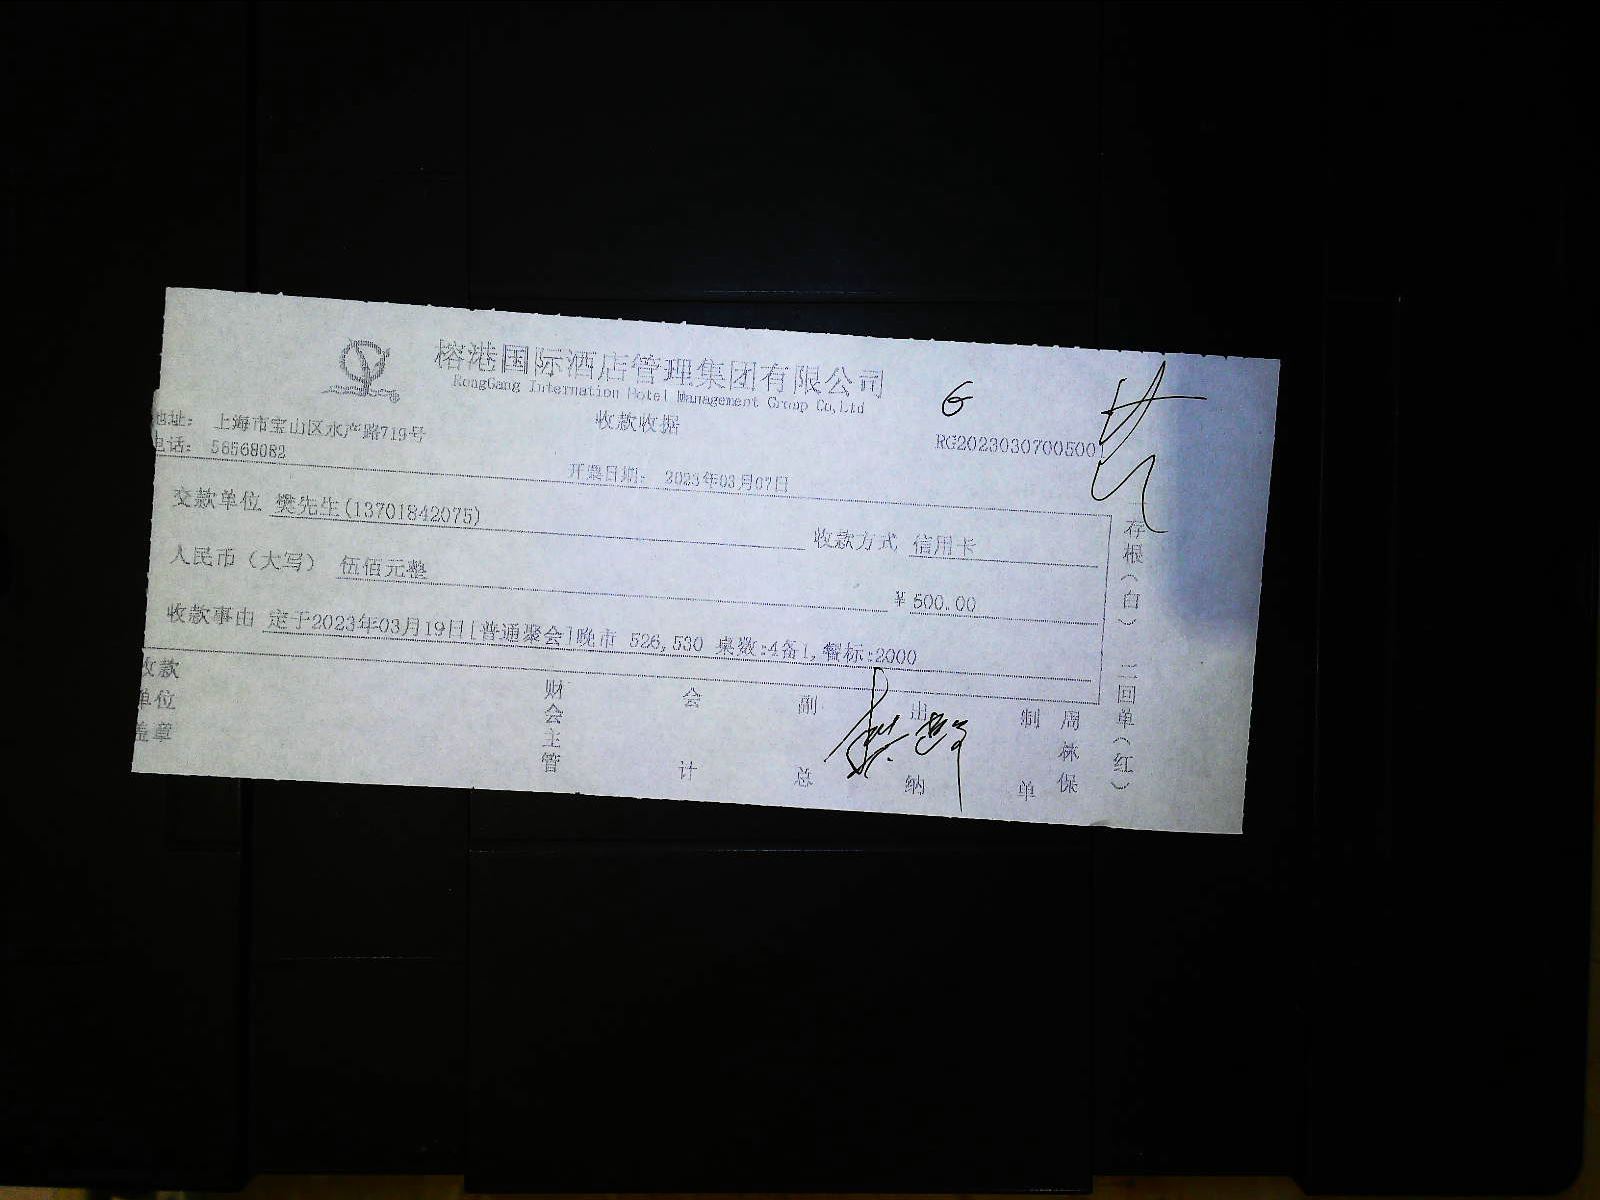 榕港国际酒店管理集团有限公司
RongGang International Hotel Management Group Co,Ltd
收款收据
6
地址： 上海市宝山区水产路719号
RG20230307005001
电话： 56568082
开票日期： 2023年03月07日
交款单位 樊先生(13701842075)
收款方式 信用卡
人民币（大写） 伍佰元整
¥ 500.00
收款事由 定于2023年03月19日[普通聚会]晚市 526,530 桌数:4备1,餐标:2000
收款单位盖章
财会主管
会计
副总
出纳
制单
周林保
一存根（白） 二回单（红）